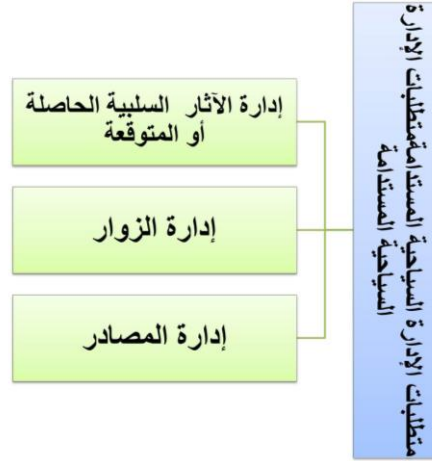 متطلبات الإدارة السياحية المستدامةمتطلبات الإدارة
السياحية المستدامة
إدارة الآثار السلبية الحاصلة
أو المتوقعة
إدارة الزوار
إدارة المصادر